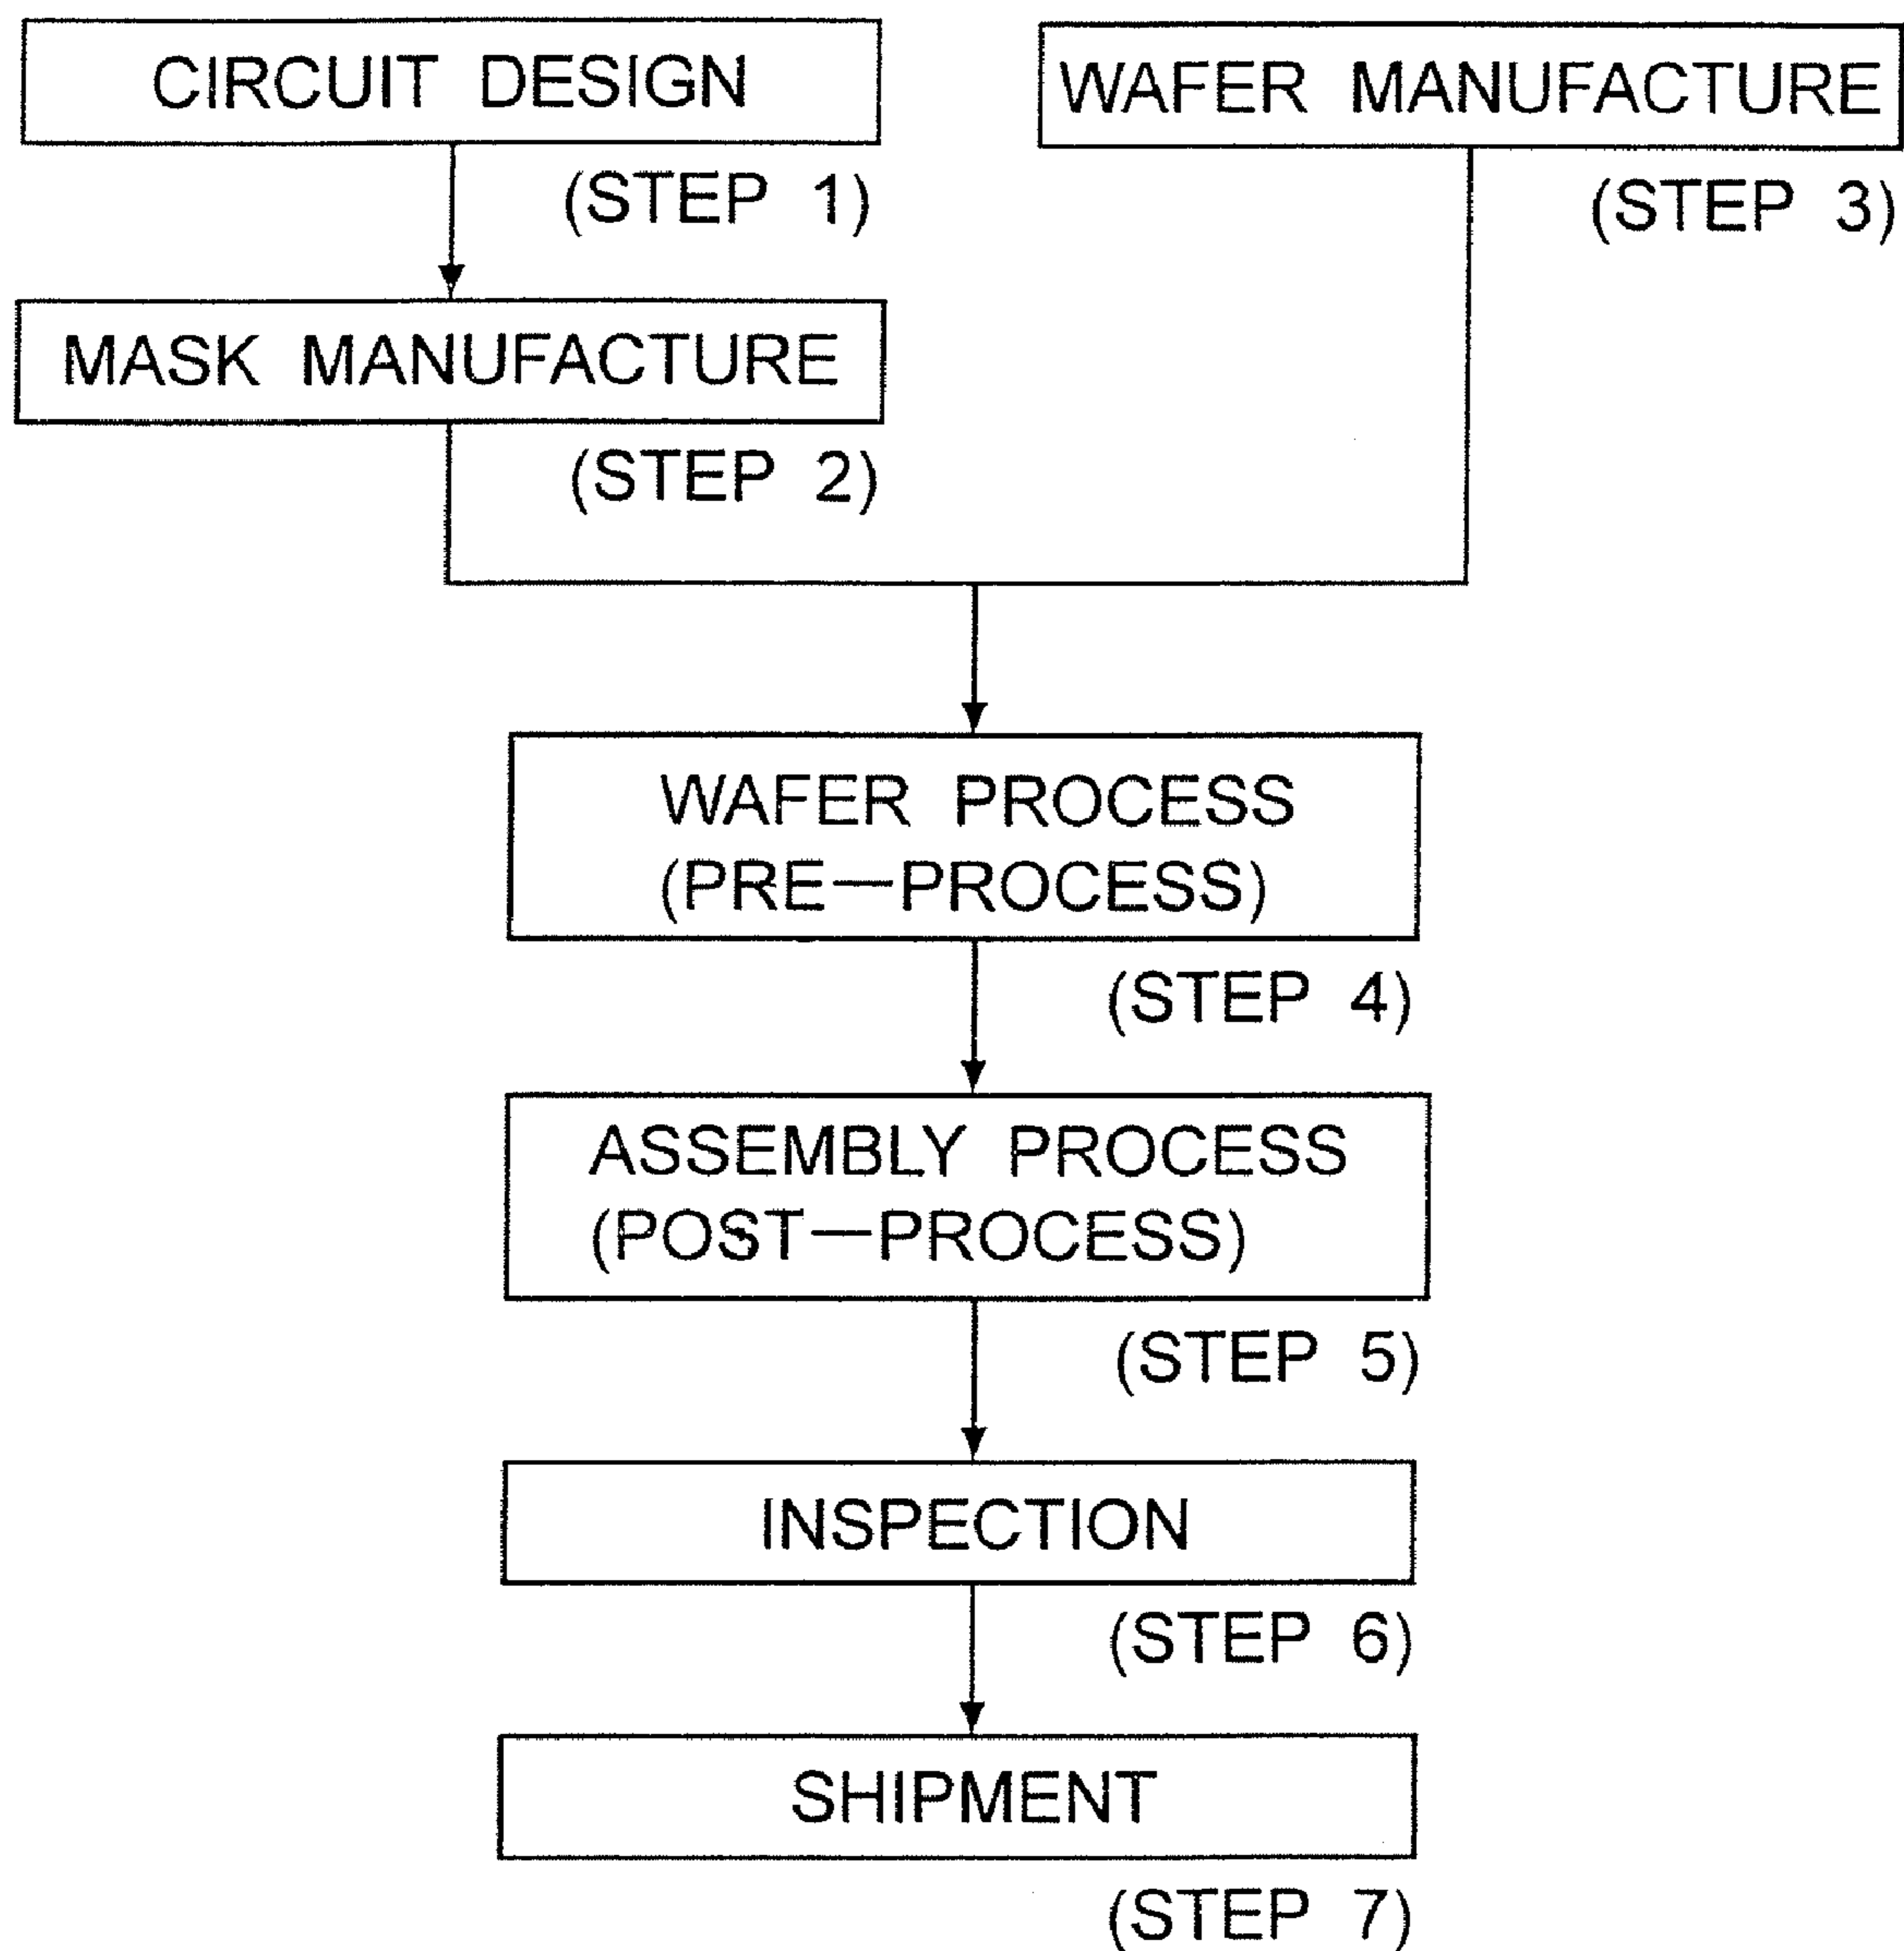 CIRCUIT DESIGN
(STEP 1)
WAFER MANUFACTURE
(STEP 3)
MASK MANUFACTURE
(STEP 2)
WAFER PROCESS
(PRE—PROCESS)
(STEP 4)
ASSEMBLY PROCESS
(POST—PROCESS)
(STEP 5)
INSPECTION
(STEP 6)
SHIPMENT
(STEP 7)